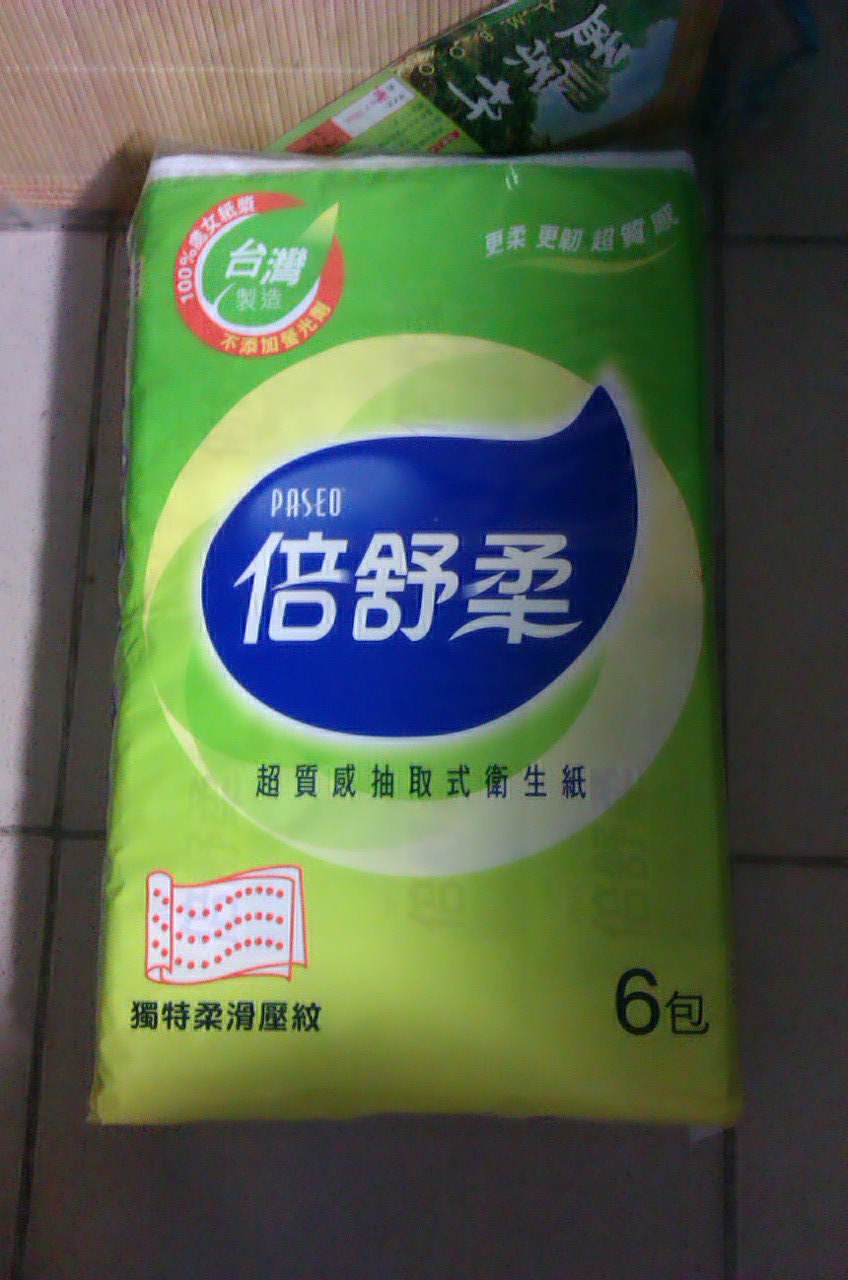 100%處女紙漿
台灣
製造
不添加螢光劑
更柔 更韌 超質感
PASEO
倍舒柔
超質感抽取式衛生紙
獨特柔滑壓紋
6包